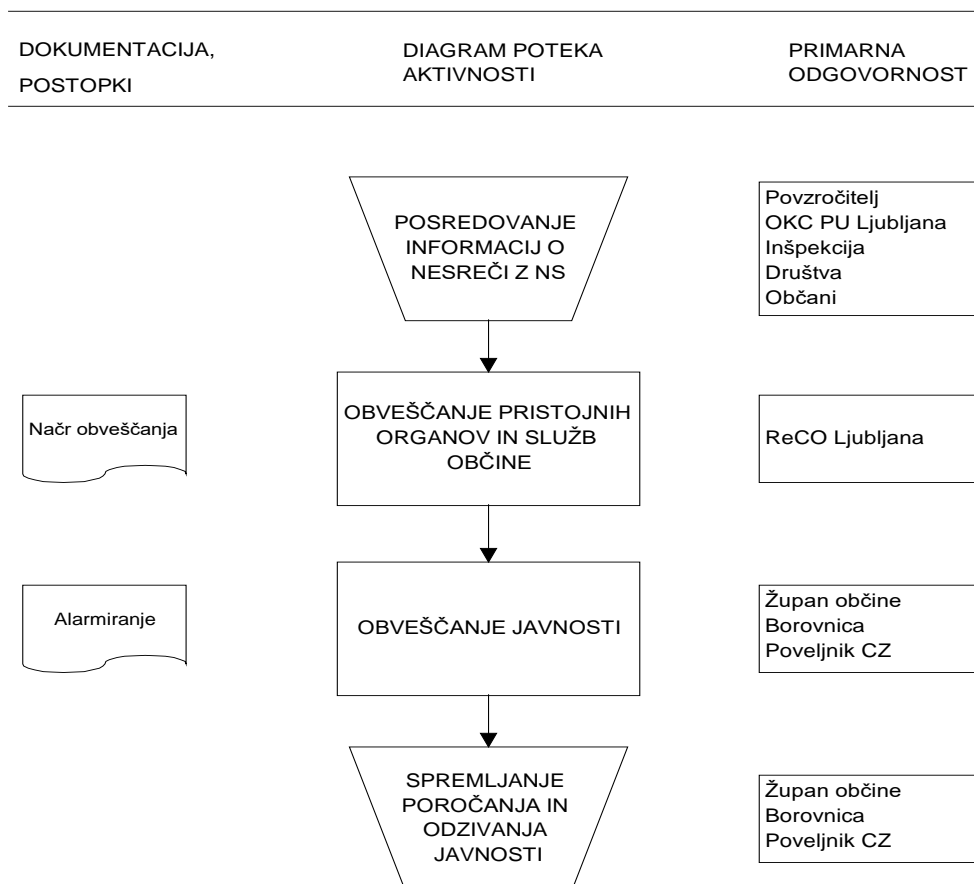 DOKUMENTACIJA,
POSTOPKI
DIAGRAM POTEKA
AKTIVNOSTI
PRIMARNA
ODGOVORNOST
POSREDOVANJE
INFORMACIJ O
NESREČI Z NS
Povzročitelj
OKC PU Ljubljana
Inšpekcija
Društva
Občani
Načr obveščanja
OBVEŠČANJE PRISTOJNIH
ORGANOV IN SLUŽB
OBČINE
ReCO Ljubljana
Alarmiranje
OBVEŠČANJE JAVNOSTI
Župan občine
Borovnica
Poveljnik CZ
SPREMLJANJE
POROČANJA IN
ODZIVANJA
JAVNOSTI
Župan občine
Borovnica
Poveljnik CZ